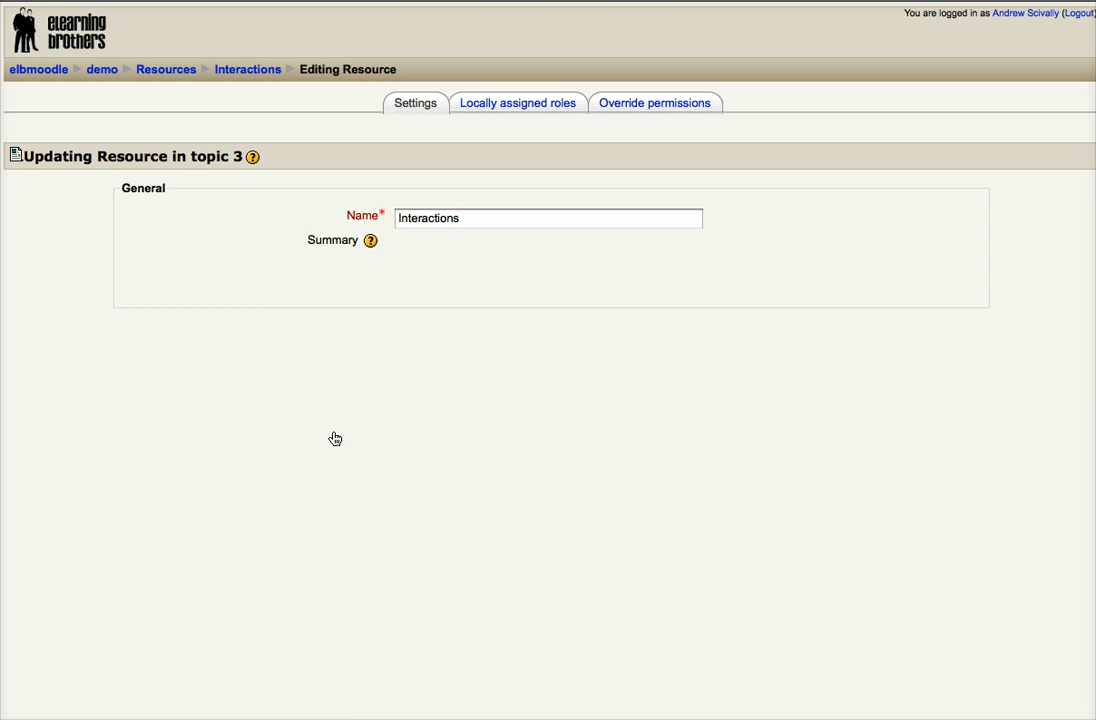 You are logged in as Andrew Scivally (Logout)
eLearning
brothers
elbmoodle demo Resources Interactions Editing Resource
Settings Locally assigned roles Override permissions
Updating Resource in topic 3 ?
General
Name* Interactions
Summary ?